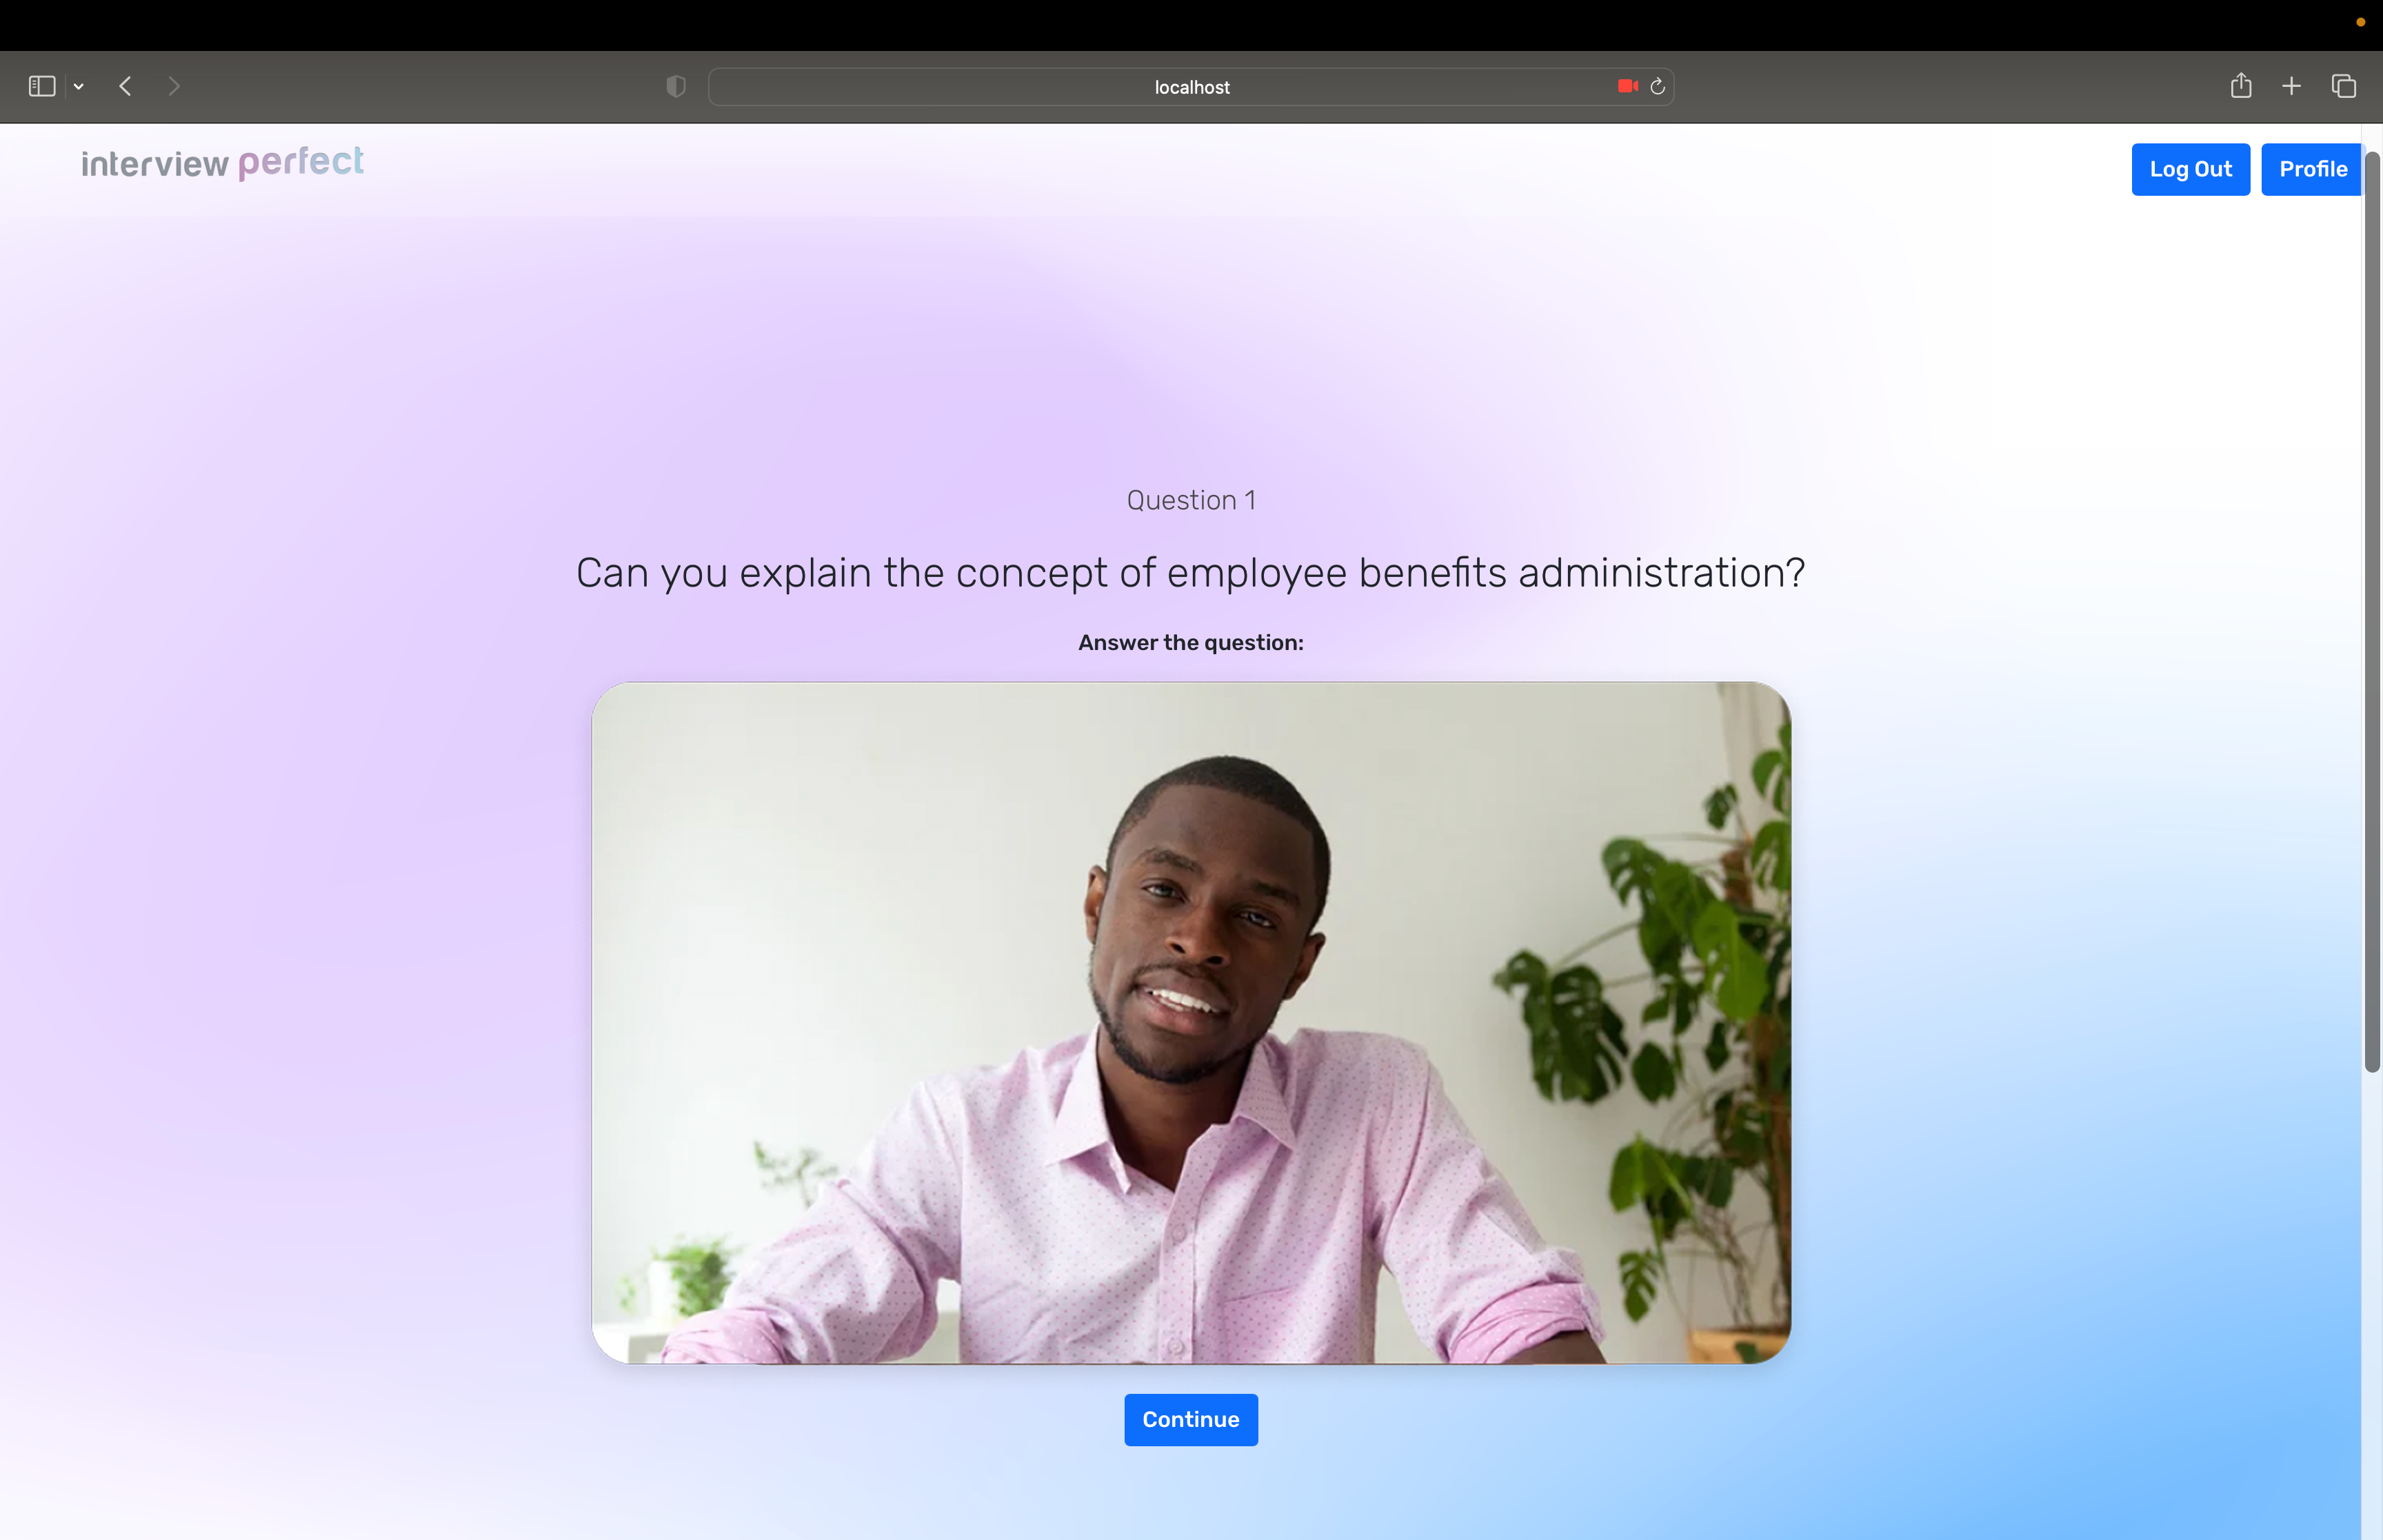 localhost
interview perfect
Log Out
Profile
Question 1
Can you explain the concept of employee benefits administration?
Answer the question:
Continue